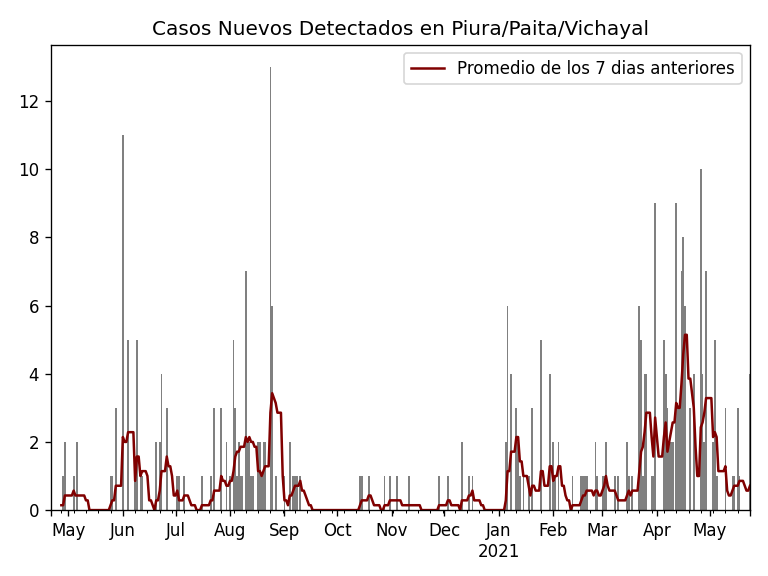 Casos Nuevos Detectados en Piura/Paita/Vichayal
Promedio de los 7 dias anteriores
12
10
8
6
4
2
0
May Jun Jul Aug Sep Oct Nov Dec Jan Feb Mar Apr May
2021